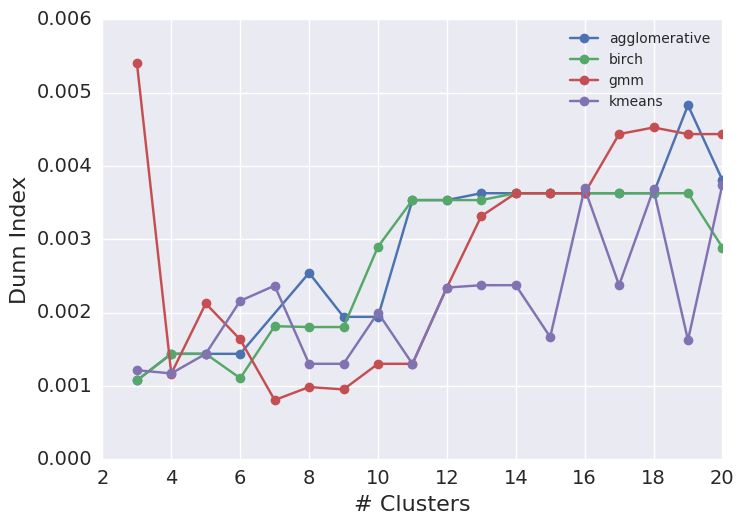 0.006
0.005
0.004
0.003
0.002
0.001
0.000
Dunn Index
2 4 6 8 10 12 14 16 18 20
# Clusters
agglomerative
birch
gmm
kmeans